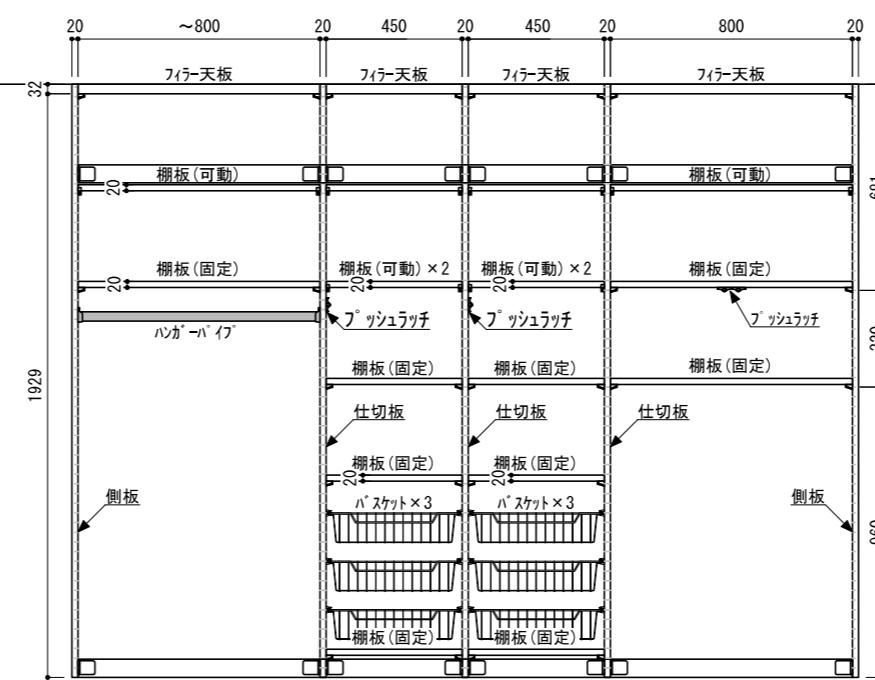 20 ～800 20 450 20 450 20 800 20
フィラー天板 フィラー天板 フィラー天板 フィラー天板
32
棚板(可動) 棚板(可動)
20
棚板(固定) 棚板(可動)×2 棚板(可動)×2 棚板(固定)
20 20 20
ハンガーパイプ プッシュラッチ プッシュラッチ プッシュラッチ
棚板(固定) 棚板(固定) 棚板(固定)
1929
仕切板 仕切板 仕切板
棚板(固定) 棚板(固定)
20 20
側板 バスケット×3 バスケット×3 側板
棚板(固定) 棚板(固定)